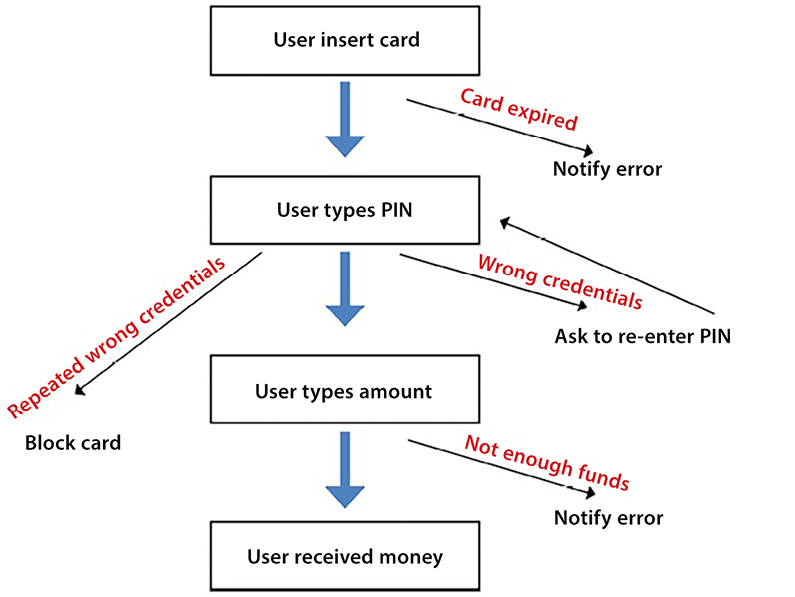 User insert card
Card expired
Notify error
User types PIN
Repeated wrong credentials
Wrong credentials
Ask to re-enter PIN
User types amount
Block card
Not enough funds
Notify error
User received money